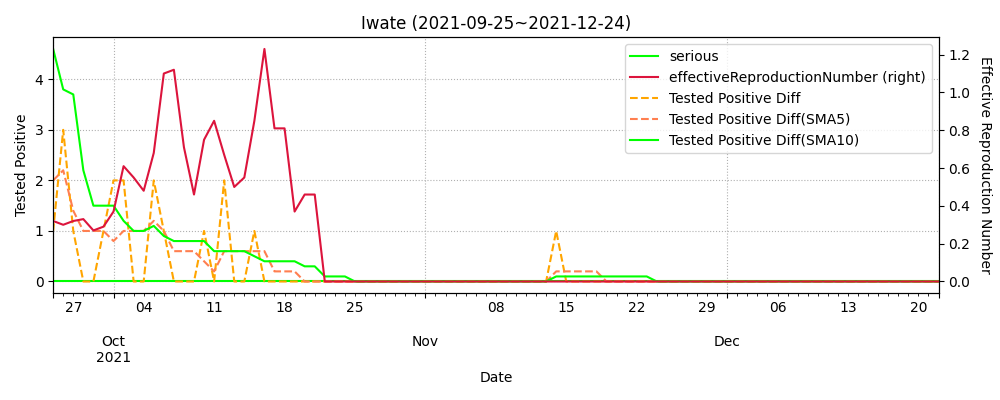 Iwate (2021-09-25~2021-12-24)
serious
effectiveReproductionNumber (right)
Tested Positive Diff
Tested Positive Diff(SMA5)
Tested Positive Diff(SMA10)
Tested Positive
4
3
2
1
0
Effective Reproduction Number
1.2
1.0
0.8
0.6
0.4
0.2
0.0
27 04 11 18 25 08 15 22 29 06 13 20
Oct Nov Dec
2021
Date